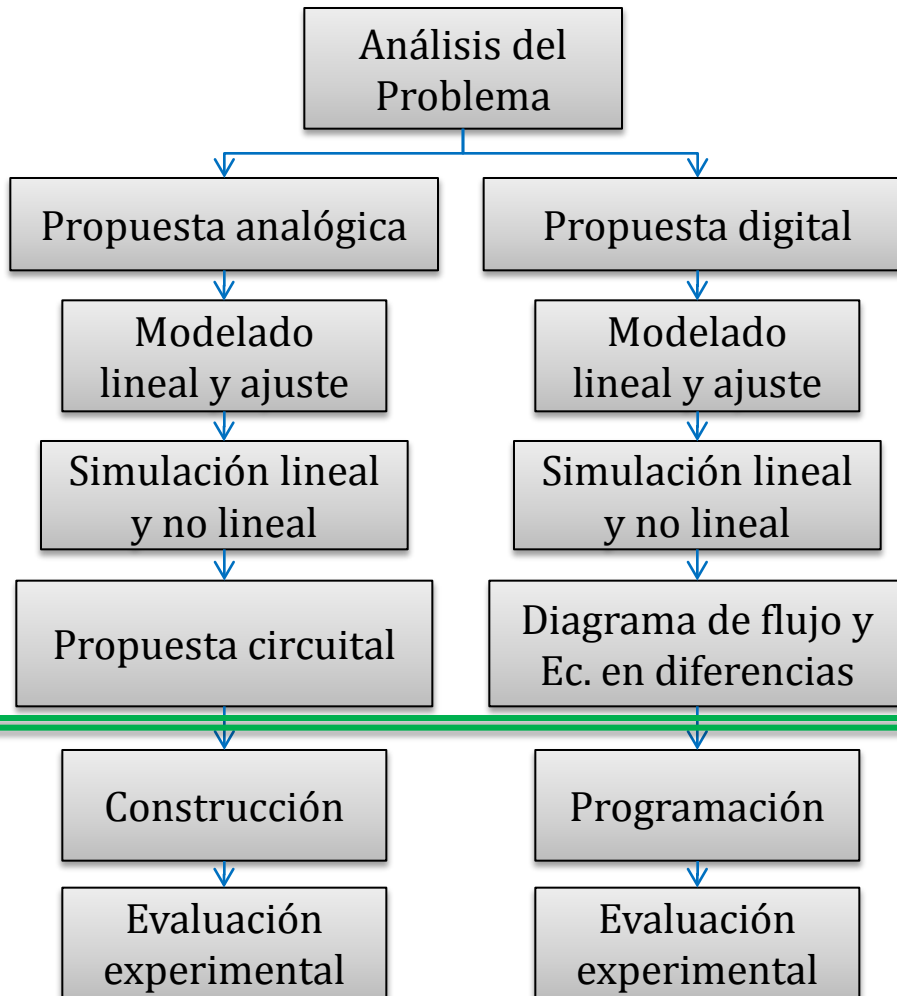 Análisis del
Problema
Propuesta analógica
Propuesta digital
Modelado
lineal y ajuste
Modelado
lineal y ajuste
Simulación lineal
y no lineal
Simulación lineal
y no lineal
Propuesta circuital
Diagrama de flujo y
Ec. en diferencias
Construcción
Programación
Evaluación
experimental
Evaluación
experimental